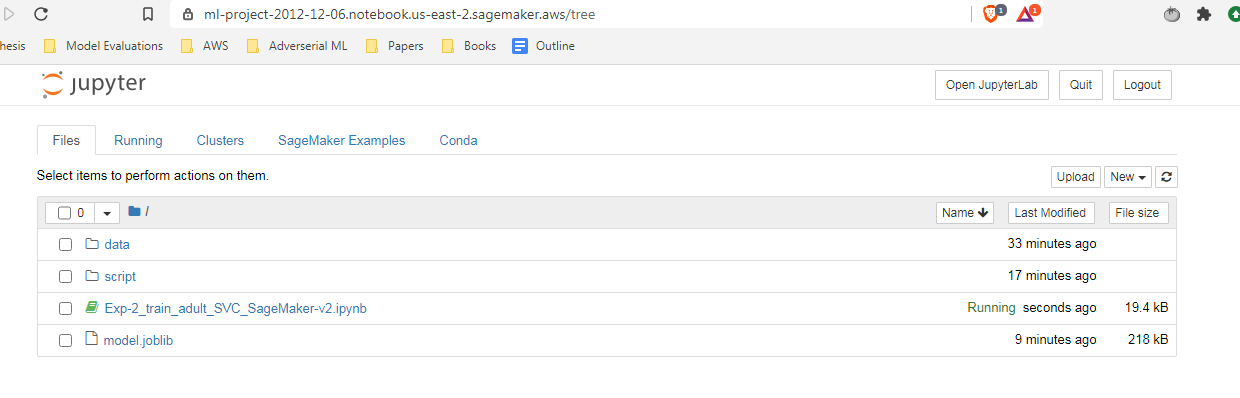 ml-project-2012-12-06.notebook.us-east-2.sagemaker.aws/tree 1 1
hesis Model Evaluations AWS Adverserial ML Papers Books Outline
jupyter Open JupyterLab Quit Logout
Files Running Clusters SageMaker Examples Conda
Select items to perform actions on them. Upload New
0 / Name Last Modified File size
data 33 minutes ago
script 17 minutes ago
Exp-2_train_adult_SVC_SageMaker-v2.ipynb Running seconds ago 19.4 kB
model.joblib 9 minutes ago 218 kB